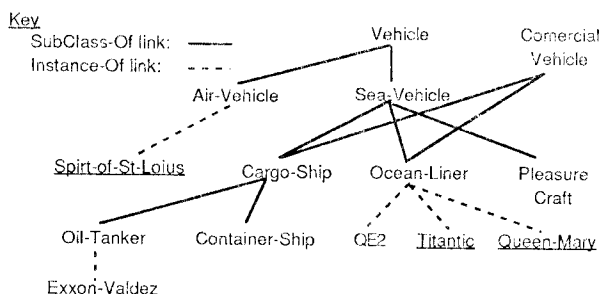 Key
SubClass-Of link:
Instance-Of link:
Vehicle
Comercial
Vehicle
Air-Vehicle
Sea-Vehicle
Spirt-of-St-Loius
Cargo-Ship
Ocean-Liner
Pleasure
Craft
Oil-Tanker
Container-Ship
QE2
Titantic
Queen-Mary
Exxon-Valdez